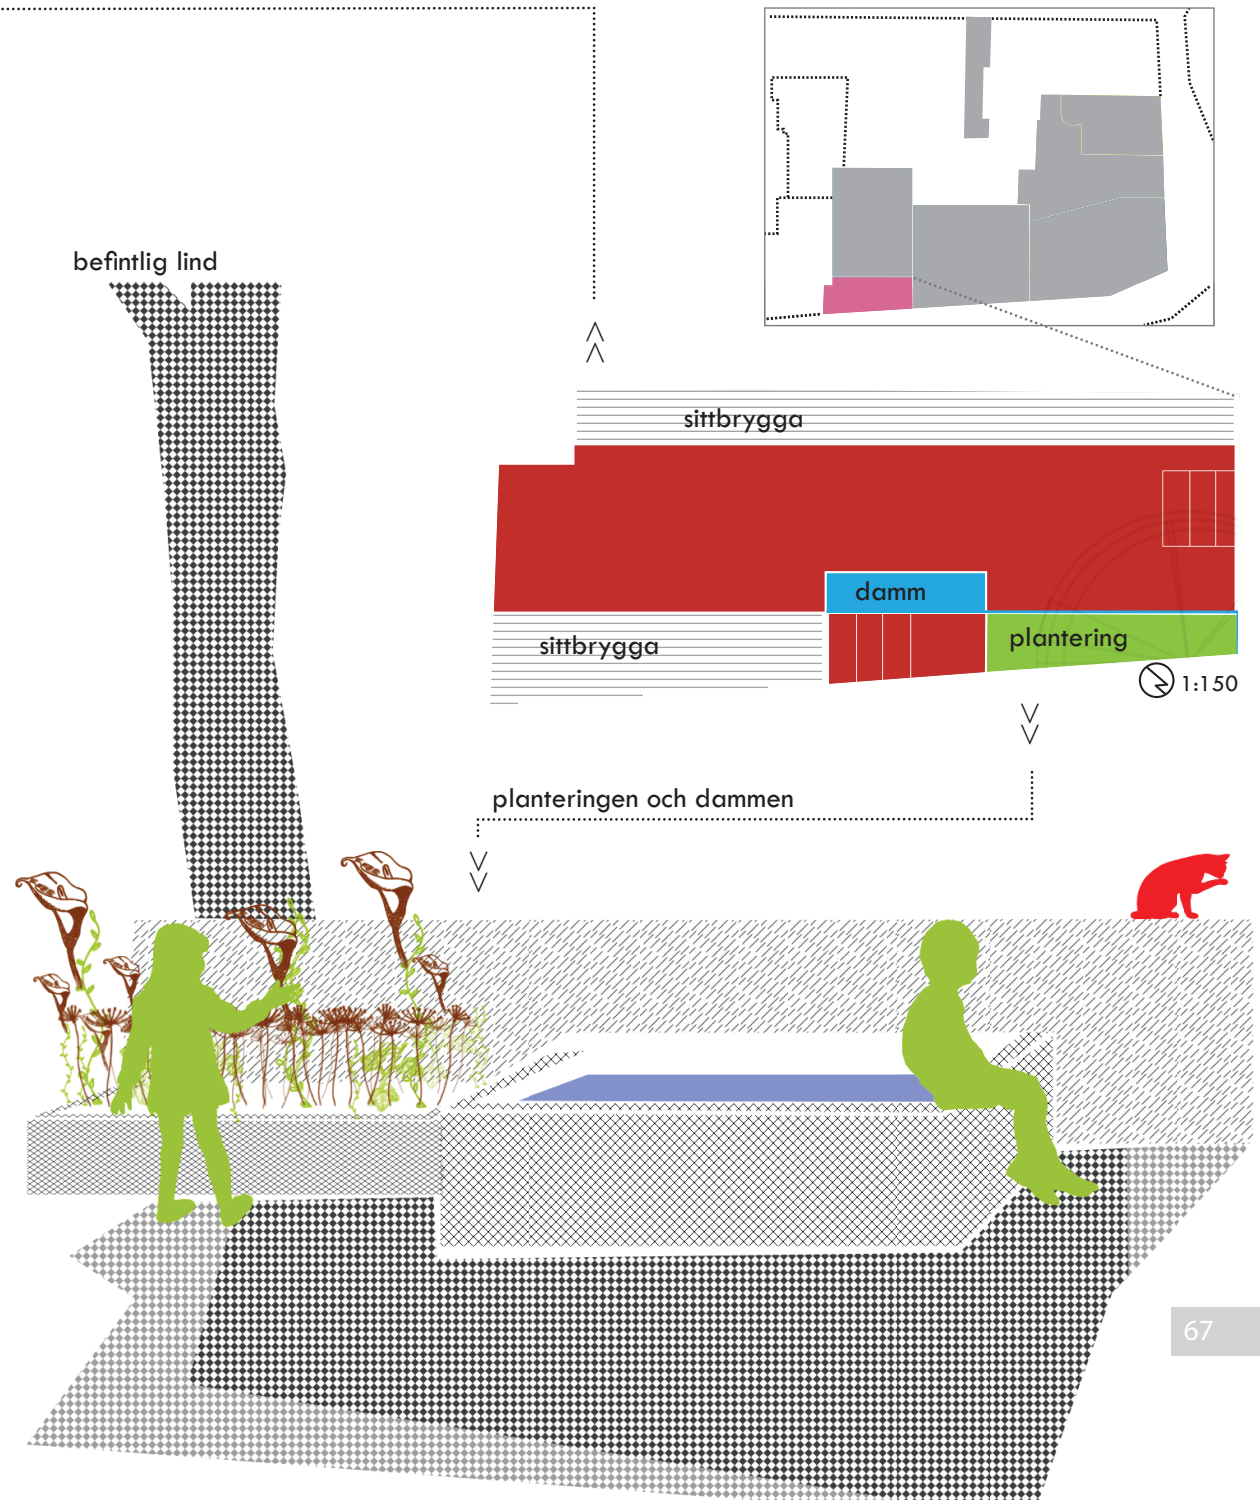 befintlig lind
sittbrygga
damm
sittbrygga
plantering
1:150
planteringen och dammen
67